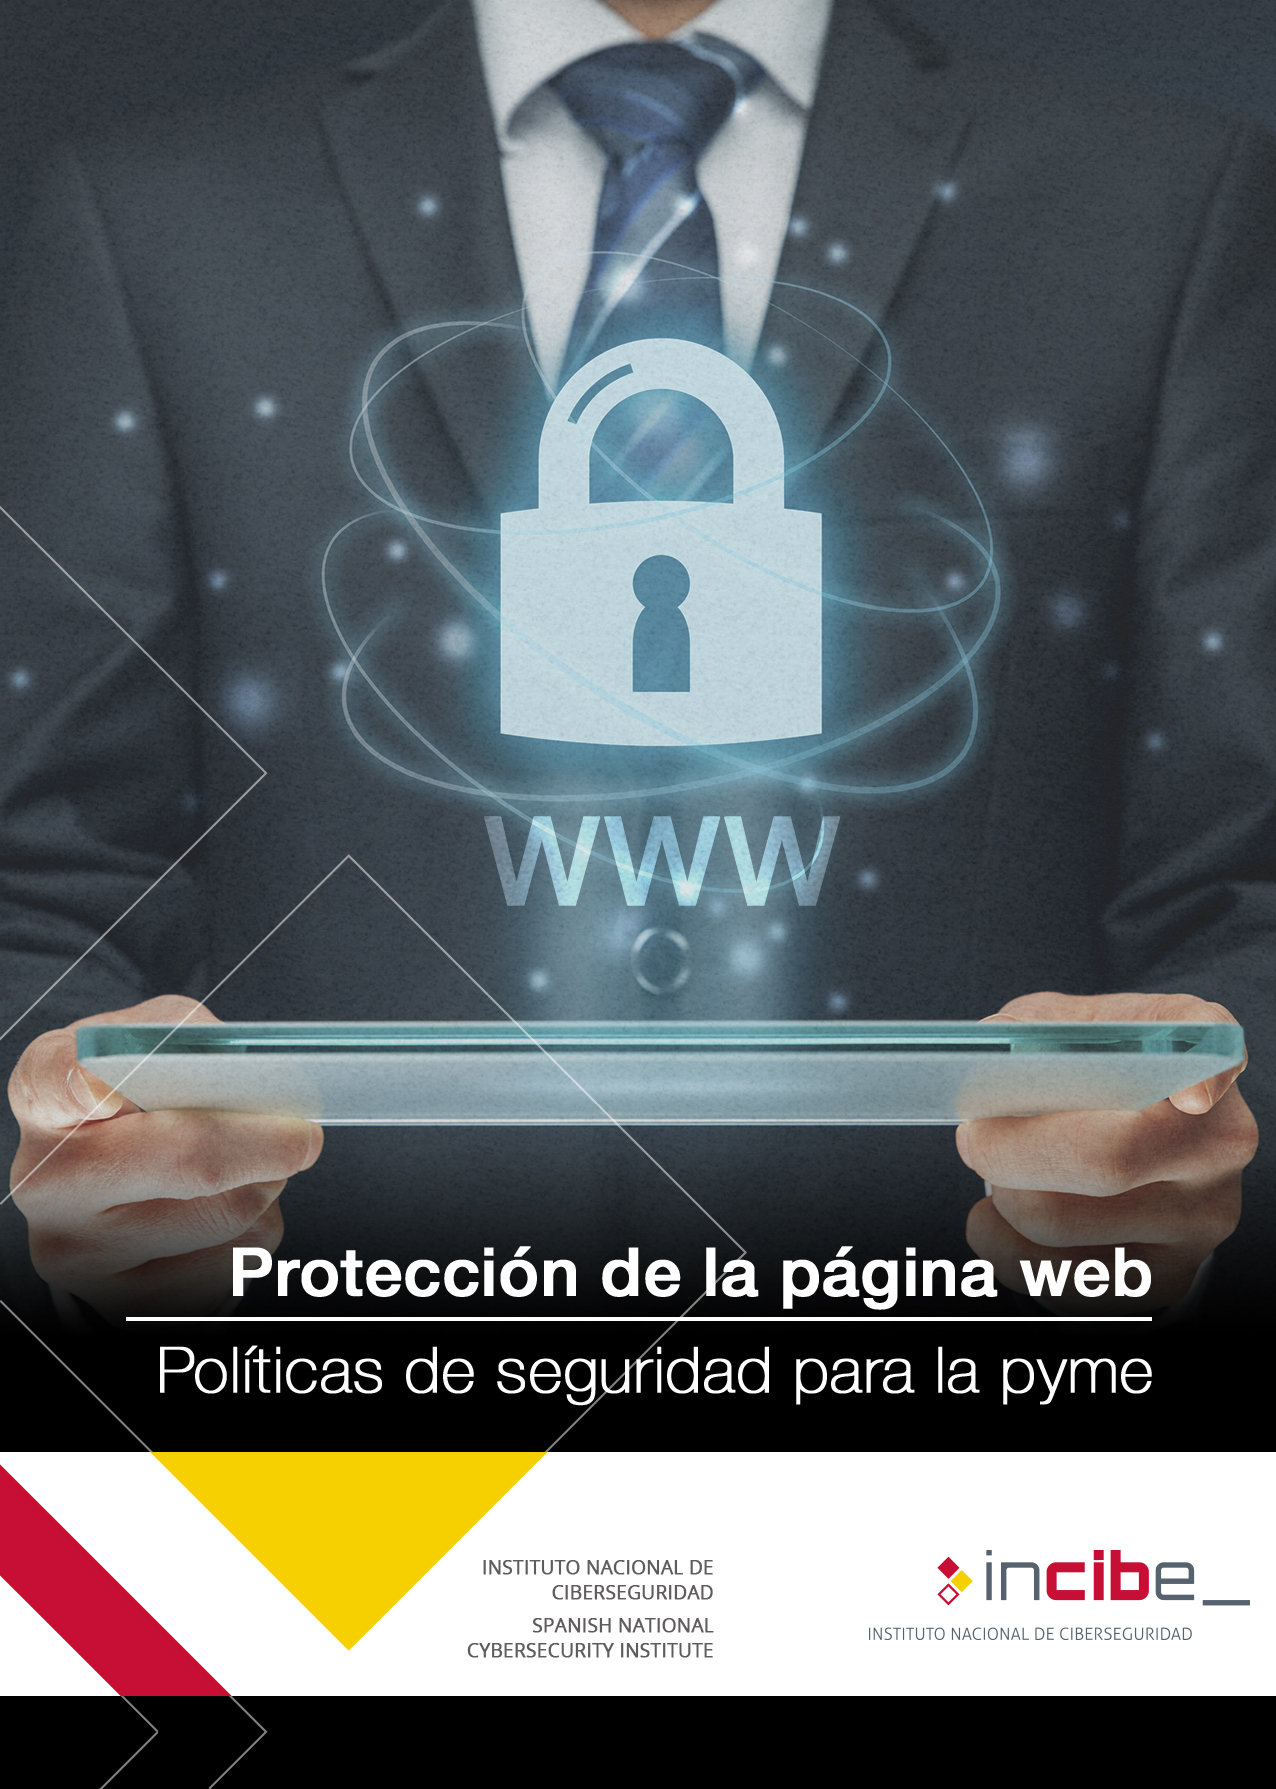 WWW
Protección de la página web
Políticas de seguridad para la pyme
INSTITUTO NACIONAL DE
CIBERSEGURIDAD
SPANISH NATIONAL
CYBERSECURITY INSTITUTE
incibe_
INSTITUTO NACIONAL DE CIBERSEGURIDAD